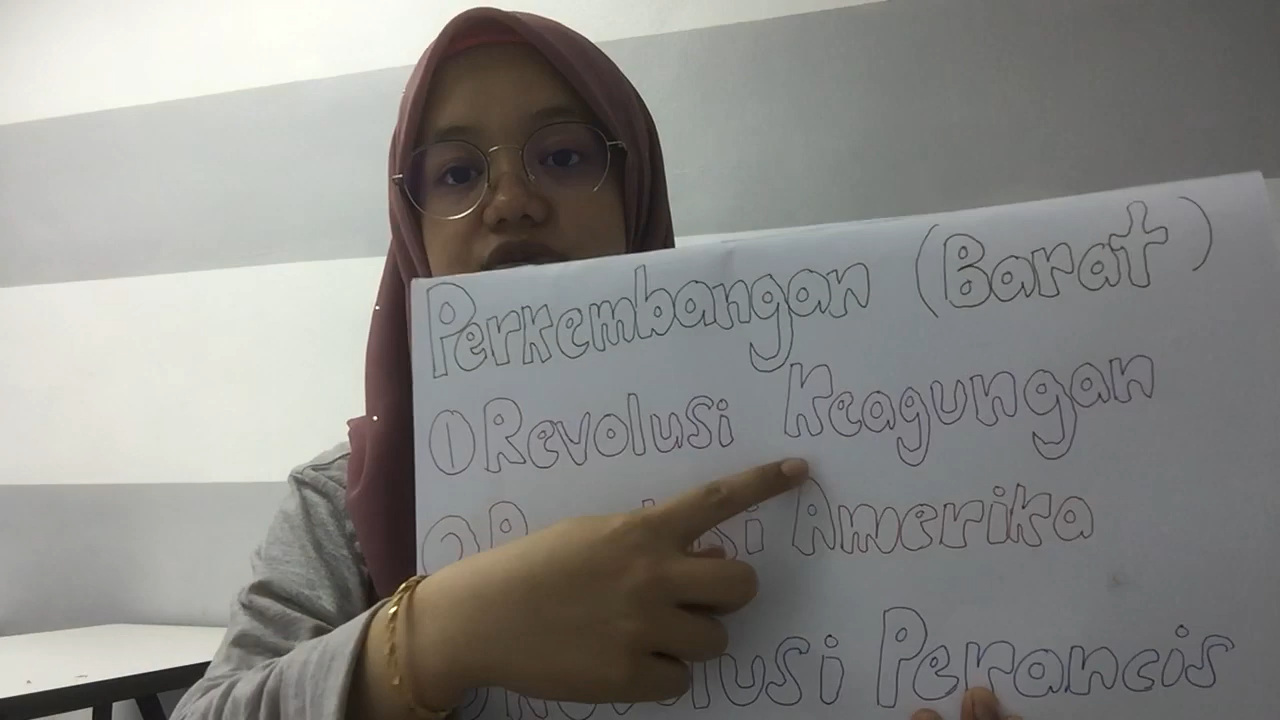 Perkembangan (Barat)
① Revolusi Keagungan
Amerika
Perancis